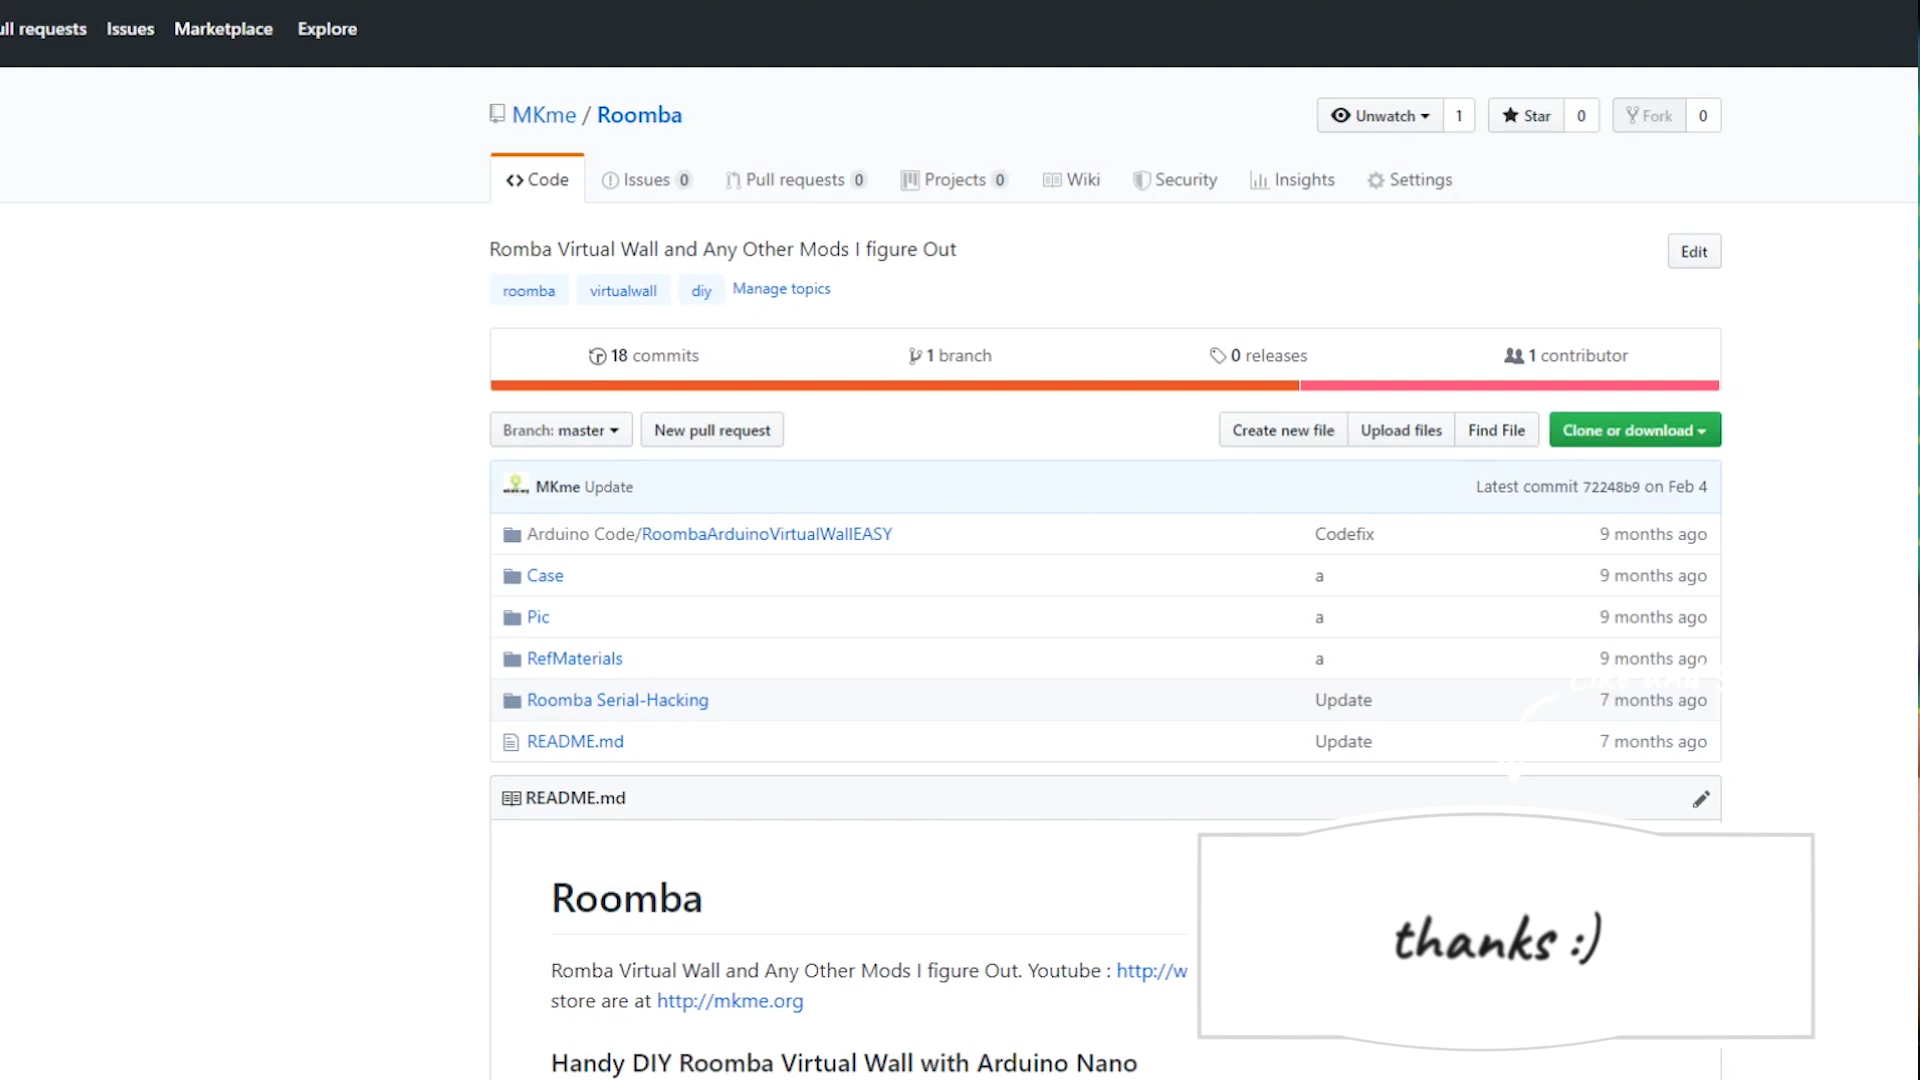 ull requests Issues Marketplace Explore
MKme / Roomba
Unwatch 1 Star 0 Fork 0
Code Issues 0 Pull requests 0 Projects 0 Wiki Security Insights Settings
Romba Virtual Wall and Any Other Mods I figure Out
Edit
roomba virtualwall diy Manage topics
18 commits 1 branch 0 releases 1 contributor
Branch: master New pull request Create new file Upload files Find File Clone or download
MKme Update Latest commit 72248b9 on Feb 4
Arduino Code/RoombaArduinoVirtualWallEASY Codefix 9 months ago
Case a 9 months ago
Pic a 9 months ago
RefMaterials a 9 months ago
Like and
Roomba Serial-Hacking Update 7 months ago
README.md Update 7 months ago
README.md
Roomba
Romba Virtual Wall and Any Other Mods I figure Out. Youtube : http://w
store are at http://mkme.org
Handy DIY Roomba Virtual Wall with Arduino Nano
thanks :)